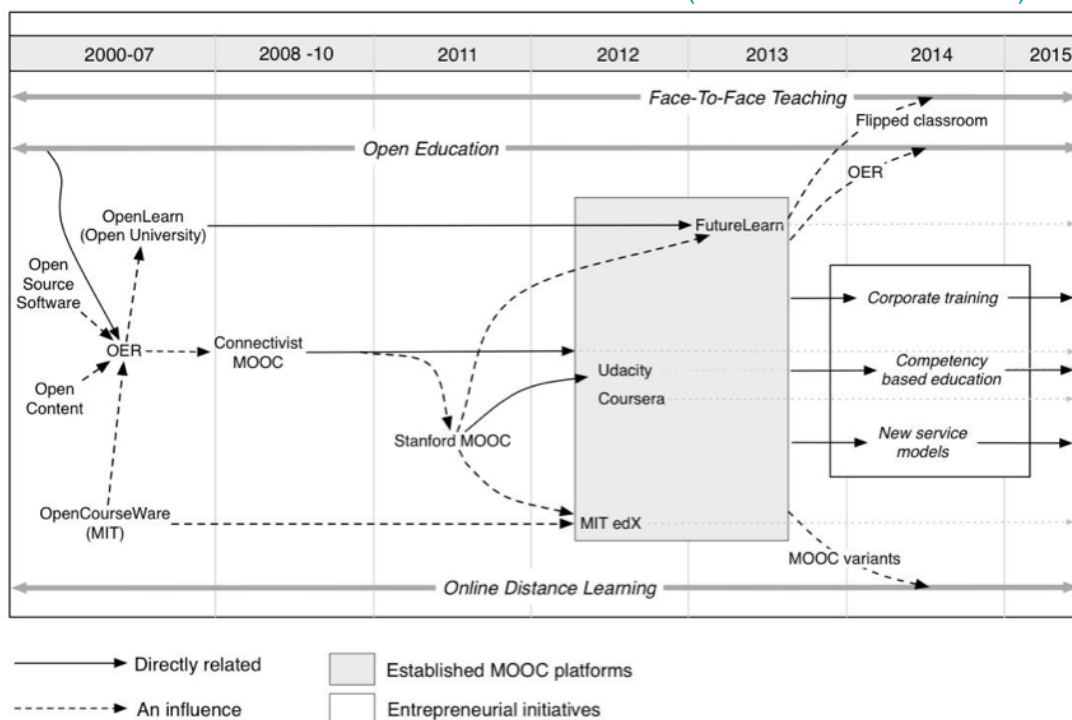 2000-07
2008 -10
2011
2012
2013
2014
2015
Face-To-Face Teaching
Flipped classroom
Open Education
OER
OpenLearn
(Open University)
FutureLearn
Open
Source
Software
Corporate training
OER
Connectivist
MOOC
Udacity
Competency
based education
Open
Content
Coursera
Stanford MOOC
New service
models
OpenCourseWare
(MIT)
MIT edX
MOOC variants
Online Distance Learning
Directly related
Established MOOC platforms
An influence
Entrepreneurial initiatives